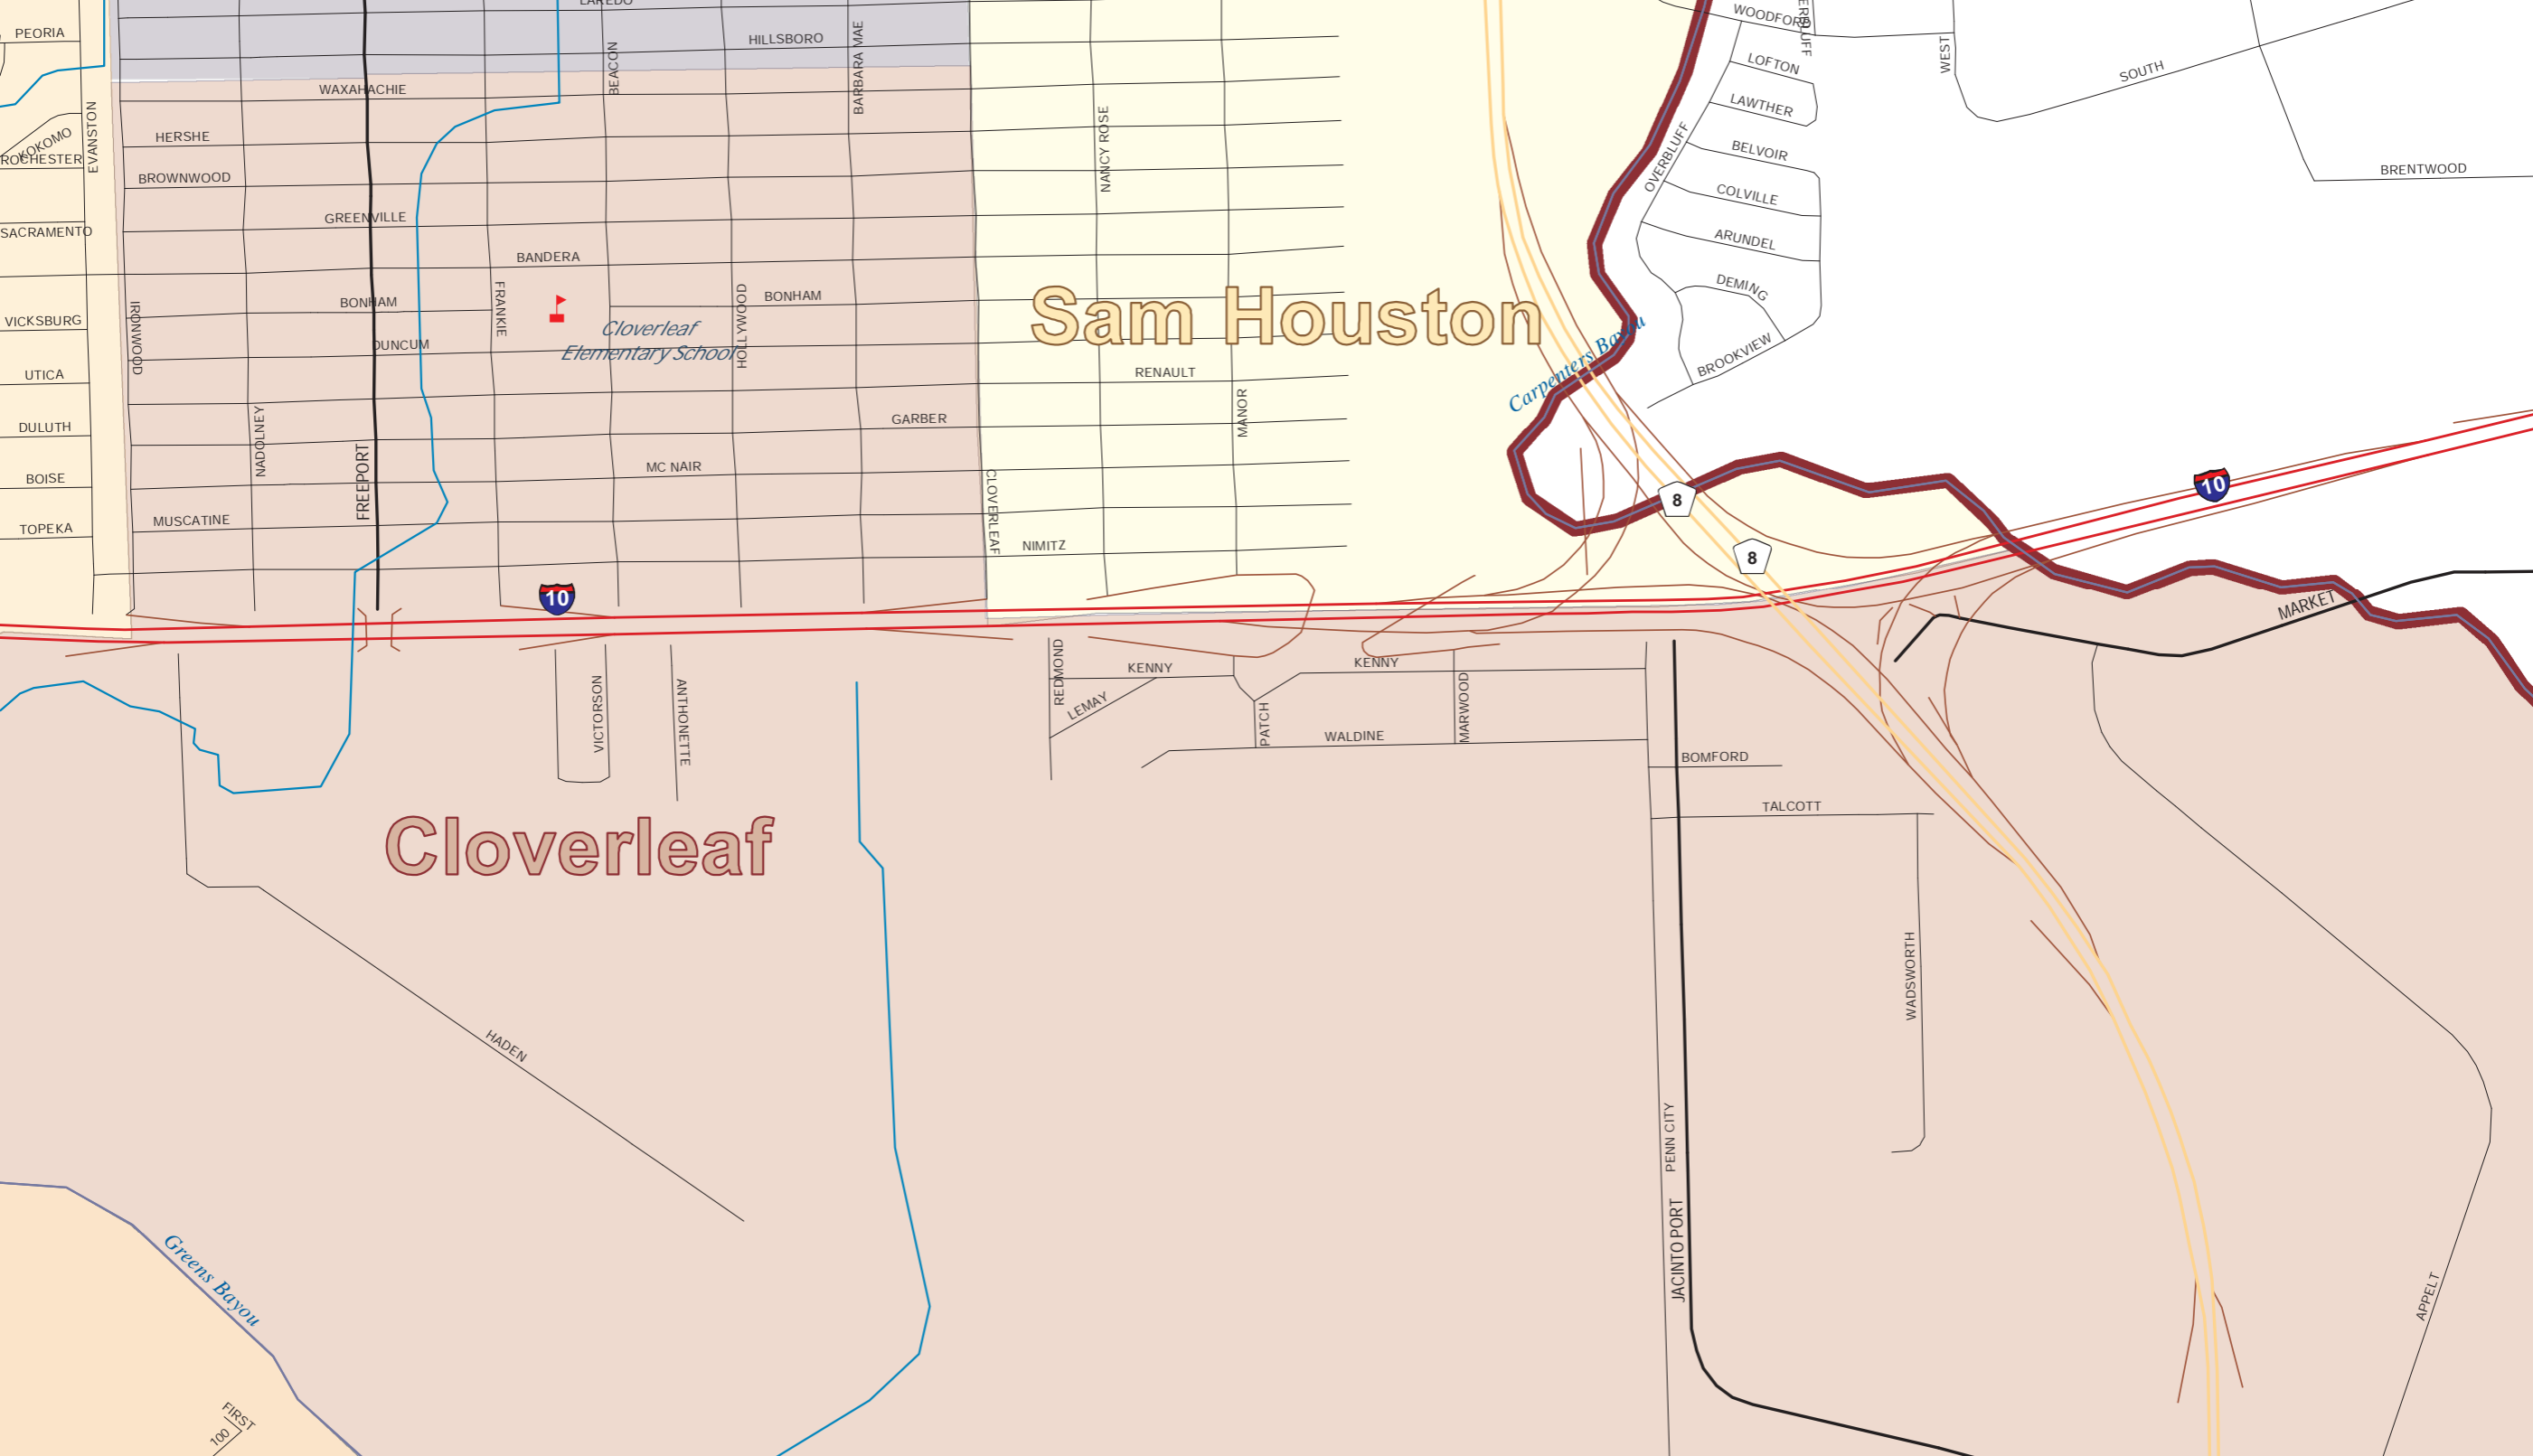 LAREDO
PEORIA
HILLSBORO
BEACON
BARBARA MAE
WOODFORD
WEST
SOUTH
LOFTON
WAXAHACHIE
LAWTHER
EVANSTON
KOKOMO
HERSHE
NANCY ROSE
OVERBLUFF
BELVOIR
ROCHESTER
BROWNWOOD
BRENTWOOD
COLVILLE
GREENVILLE
SACRAMENTO
ARUNDEL
BANDERA
DEMING
BONHAM
BONHAM
IRONWOOD
FRANKIE
HOLLYWOOD
Sam Houston
VICKSBURG
Cloverleaf
Elementary School
DUNCUM
Carpenters Bayou
BROOKVIEW
UTICA
RENAULT
MANOR
GARBER
DULUTH
NADOLNEY
FREEPORT
MC NAIR
BOISE
CLOVERLEAF
10
8
MUSCATINE
TOPEKA
NIMITZ
8
10
MARKET
REDMOND
KENNY
KENNY
LEMAY
VICTORSON
ANTHONETTE
PATCH
MARWOOD
WALDINE
BOMFORD
TALCOTT
Cloverleaf
WADSWORTH
HADEN
PENN CITY
JACINTO PORT
Greens Bayou
APPELT
FIRST
100